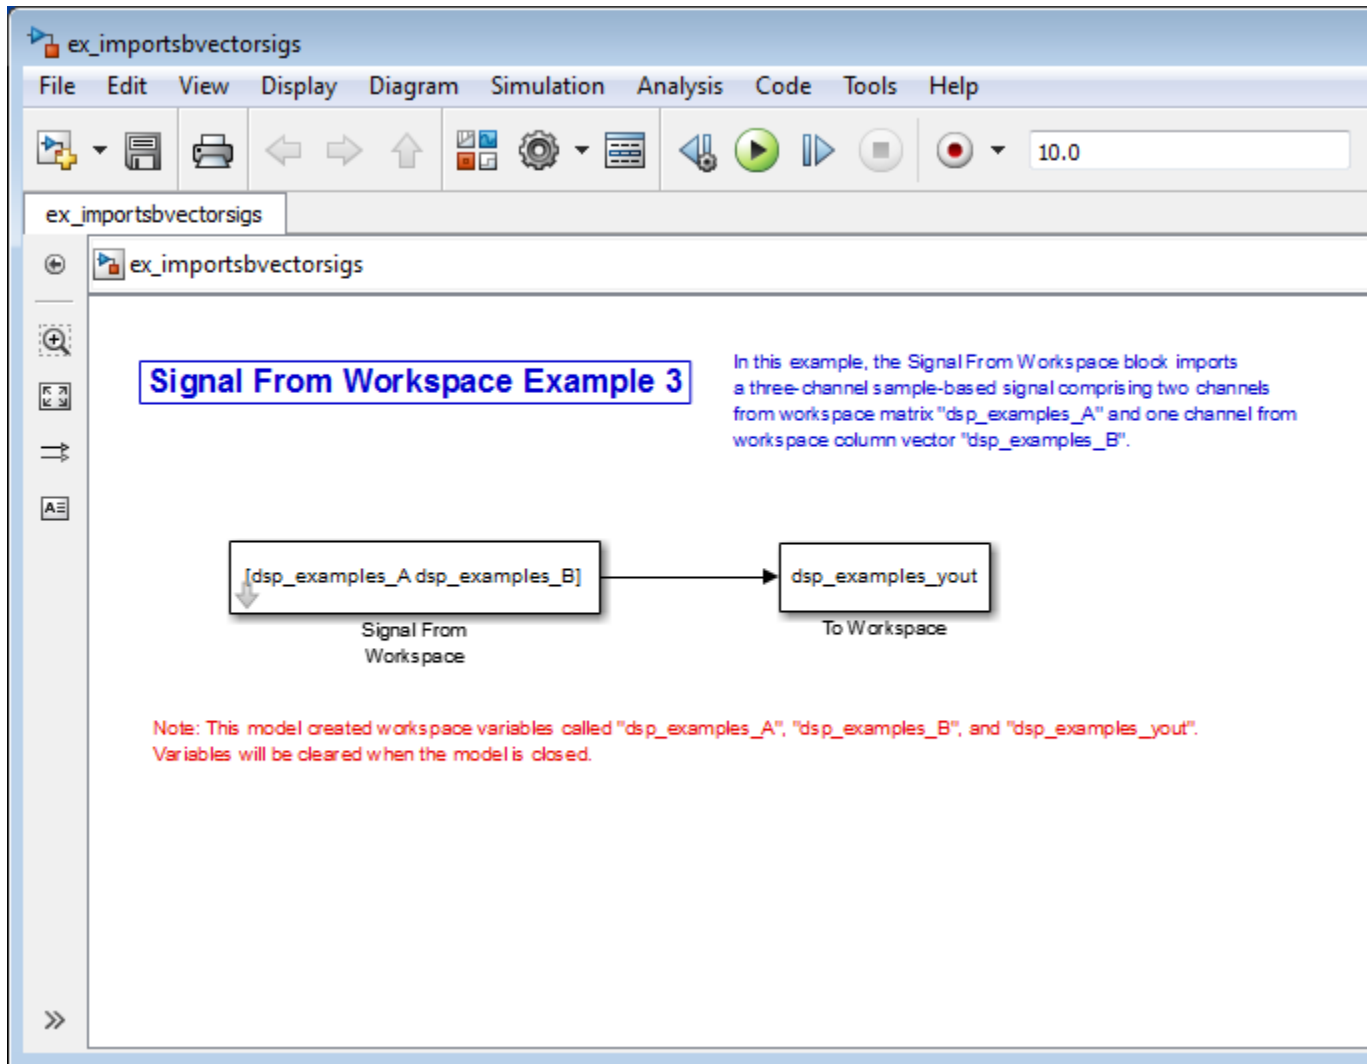 ex_importsbvectorsigs
File Edit View Display Diagram Simulation Analysis Code Tools Help
10.0
ex_importsbvectorsigs
ex_importsbvectorsigs
Signal From Workspace Example 3
In this example, the Signal From Workspace block imports
a three-channel sample-based signal comprising two channels
from workspace matrix "dsp_examples_A" and one channel from
workspace column vector "dsp_examples_B".
[dsp_examples_A dsp_examples_B]
Signal From
Workspace
dsp_examples_yout
To Workspace
Note: This model created workspace variables called "dsp_examples_A", "dsp_examples_B", and "dsp_examples_yout".
Variables will be cleared when the model is closed.